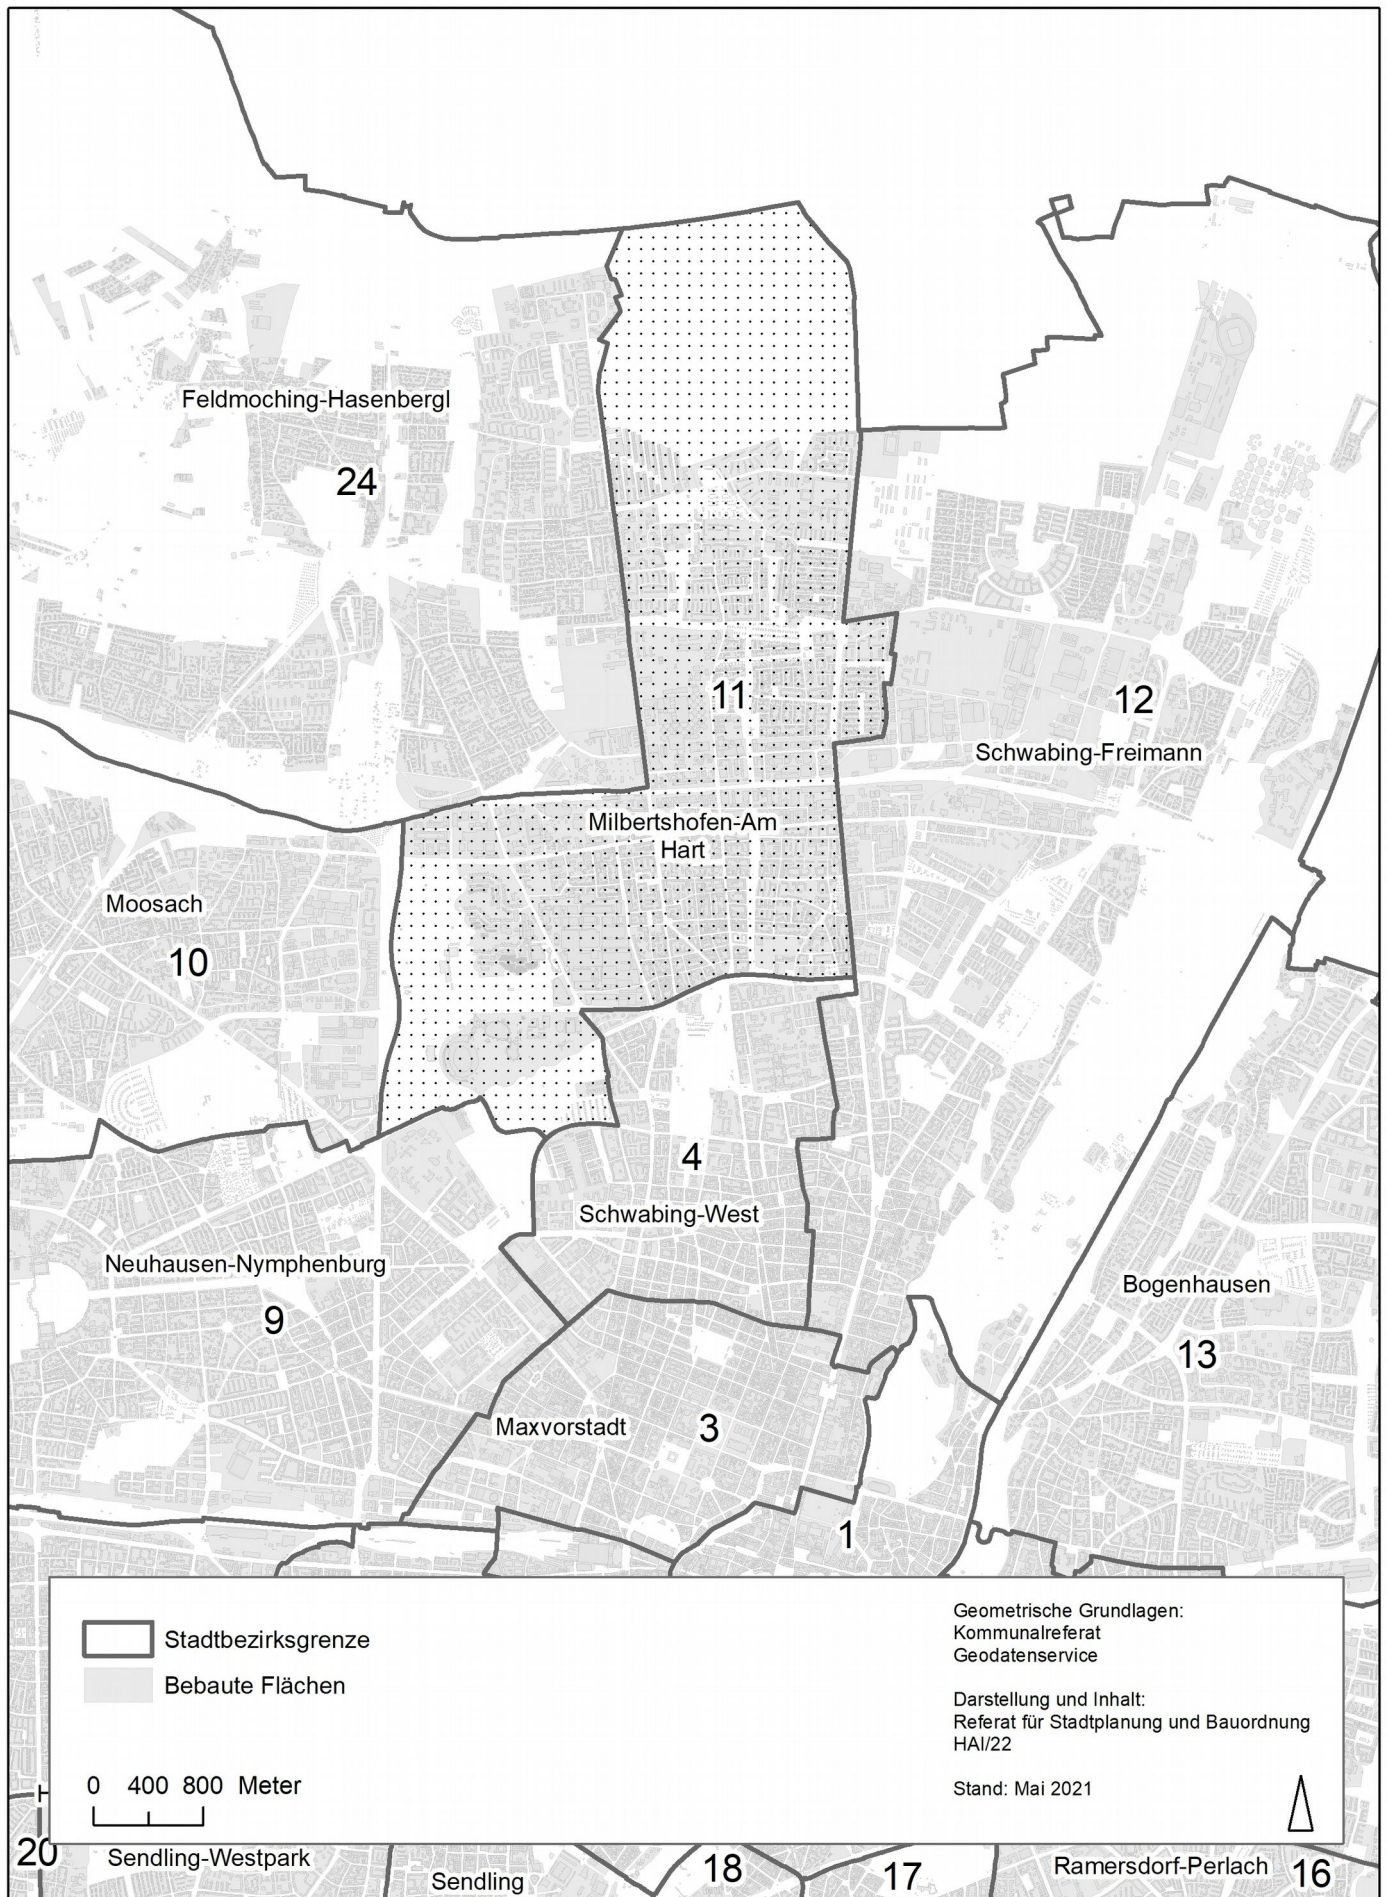 Feldmoching-Hasenbergl
24
11
12
Schwabing-Freimann
Milbertshofen-Am
Hart
Moosach
10
4
Schwabing-West
Neuhausen-Nymphenburg
9
Bogenhausen
13
Maxvorstadt
3
1
Stadtbezirksgrenze
Bebaute Flächen
0 400 800 Meter
Geometrische Grundlagen:
Kommunalreferat
Geodatenservice
Darstellung und Inhalt:
Referat für Stadtplanung und Bauordnung
HAI/22
Stand: Mai 2021
20
Sendling-Westpark
Sendling
18
17
Ramersdorf-Perlach
16